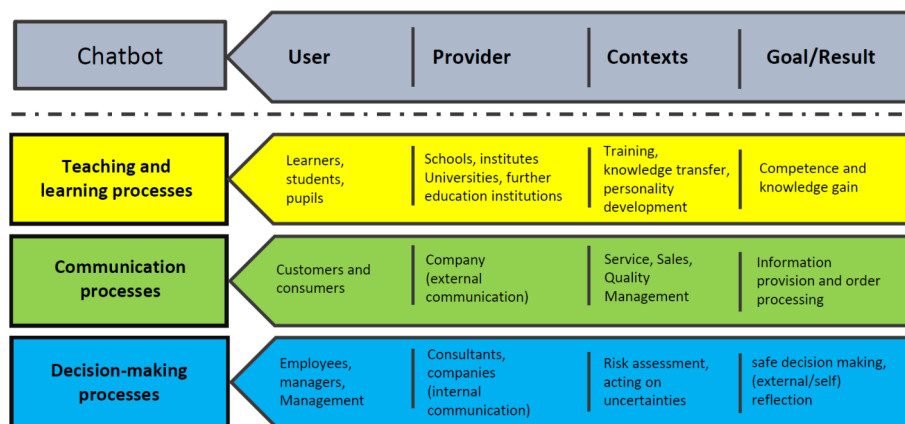 Chatbot
User
Provider
Contexts
Goal/Result
Teaching and
learning processes
Learners,
students,
pupils
Schools, institutes
Universities, further
education institutions
Training,
knowledge transfer,
personality
development
Competence and
knowledge gain
Communication
processes
Customers and
consumers
Company
(external
communication)
Service, Sales,
Quality
Management
Information
provision and order
processing
Decision-making
processes
Employees,
managers,
Management
Consultants,
companies
(internal
communication)
Risk assessment,
acting on
uncertainties
safe decision making,
(external/self)
reflection